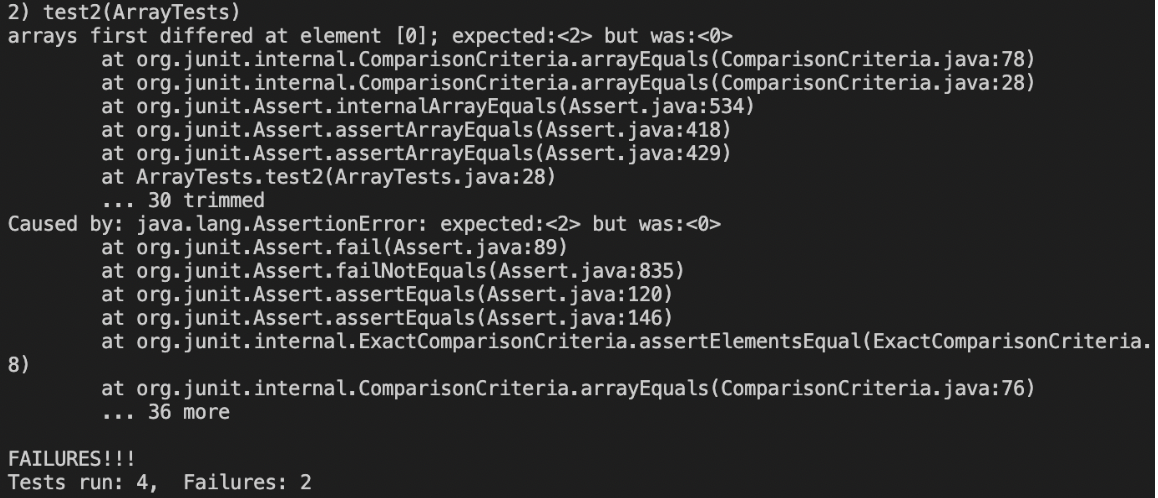 2) test2(ArrayTests)
arrays first differed at element [0]; expected:<2> but was:<0>
        at org.junit.internal.ComparisonCriteria.arrayEquals(ComparisonCriteria.java:78)
        at org.junit.internal.ComparisonCriteria.arrayEquals(ComparisonCriteria.java:28)
        at org.junit.Assert.internalArrayEquals(Assert.java:534)
        at org.junit.Assert.assertArrayEquals(Assert.java:418)
        at org.junit.Assert.assertArrayEquals(Assert.java:429)
        at ArrayTests.test2(ArrayTests.java:28)
        ... 30 trimmed
Caused by: java.lang.AssertionError: expected:<2> but was:<0>
        at org.junit.Assert.fail(Assert.java:89)
        at org.junit.Assert.failNotEquals(Assert.java:835)
        at org.junit.Assert.assertEquals(Assert.java:120)
        at org.junit.Assert.assertEquals(Assert.java:146)
        at org.junit.internal.ExactComparisonCriteria.assertElementsEqual(ExactComparisonCriteria.
8)
        at org.junit.internal.ComparisonCriteria.arrayEquals(ComparisonCriteria.java:76)
        ... 36 more

FAILURES!!!
Tests run: 4,  Failures: 2